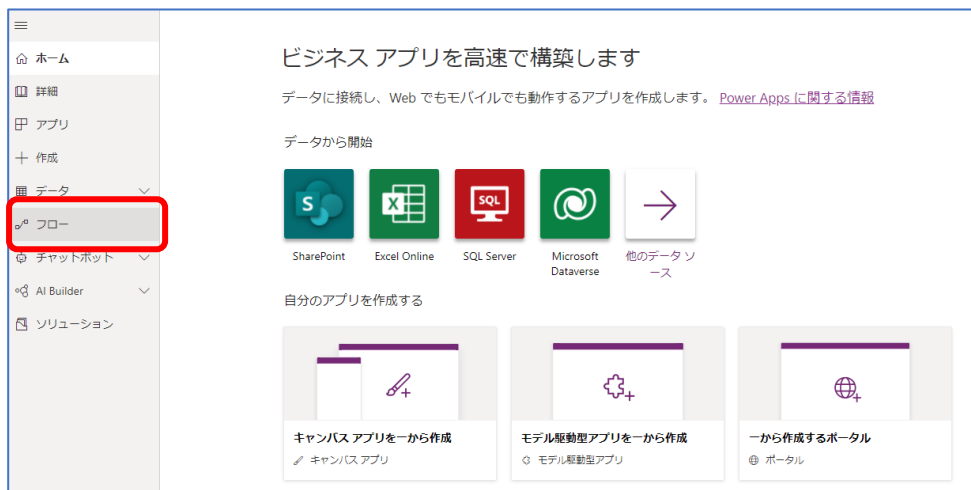 ホーム
詳細
アプリ
作成
データ
フロー
チャットボット
AI Builder
ソリューション
ビジネス アプリを高速で構築します
データに接続し、Web でもモバイルでも動作するアプリを作成します。 Power Apps に関する情報
データから開始
S
X
SQL
SharePoint
Excel Online
SQL Server
Microsoft
Dataverse
他のデータ ソ
ース
自分のアプリを作成する
キャンバス アプリを一から作成
キャンバス アプリ
モデル駆動型アプリを一から作成
モデル駆動型アプリ
一から作成するポータル
ポータル